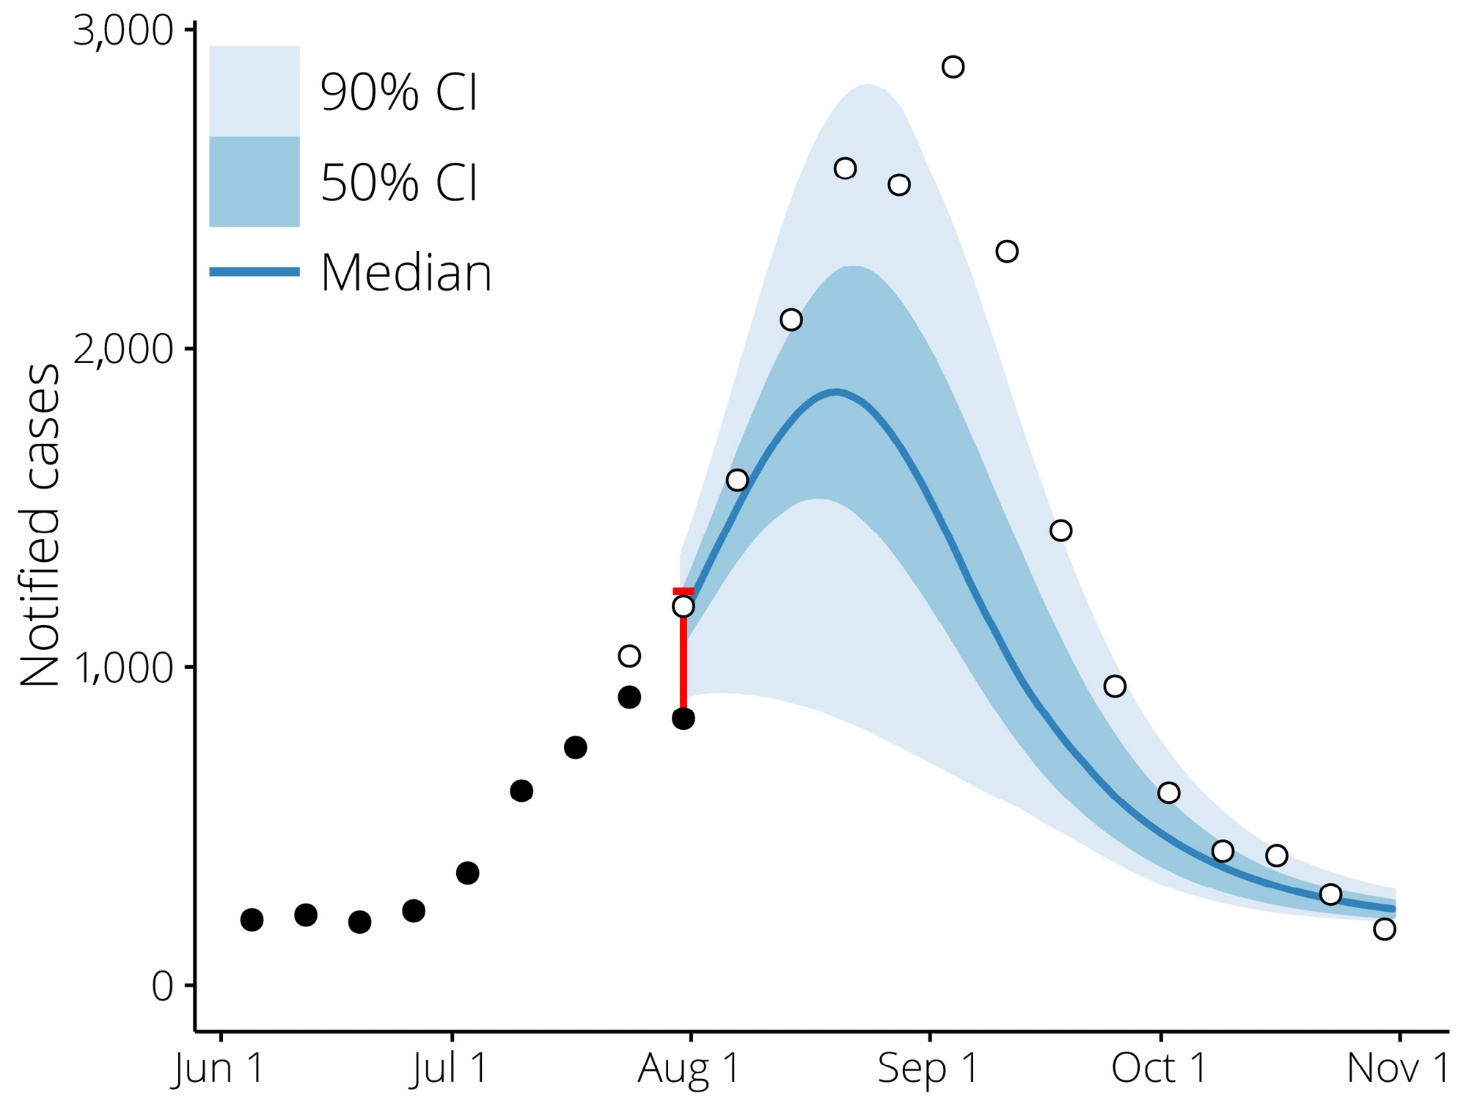 3,000
90% CI
50% CI
Median
2,000
Notified cases
1,000
0
Jun 1
Jul 1
Aug 1
Sep 1
Oct 1
Nov 1